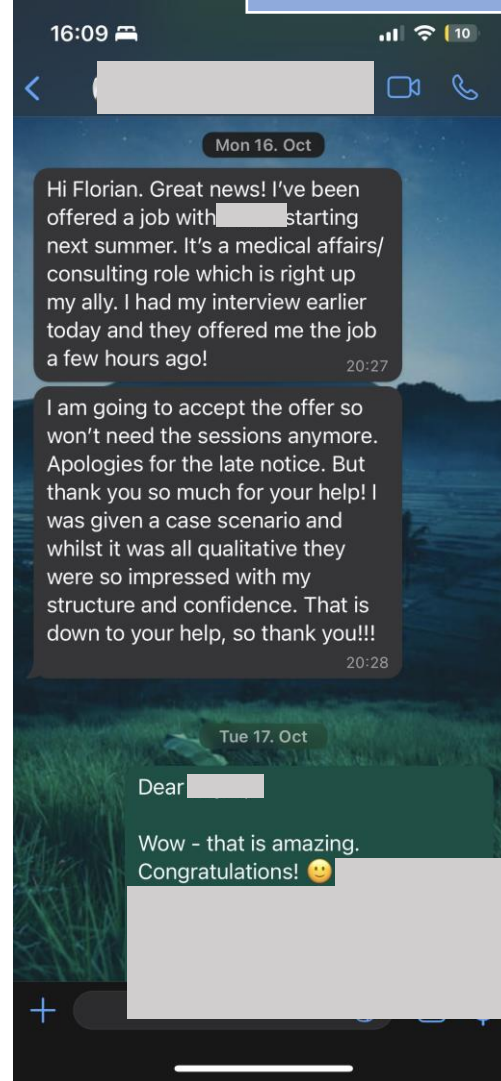 16:09
10
Mon 16. Oct
Hi Florian. Great news! I’ve been
offered a job with starting
next summer. It’s a medical affairs/
consulting role which is right up
my ally. I had my interview earlier
today and they offered me the job
a few hours ago!
20:27
I am going to accept the offer so
won’t need the sessions anymore.
Apologies for the late notice. But
thank you so much for your help! I
was given a case scenario and
whilst it was all qualitative they
were so impressed with my
structure and confidence. That is
down to your help, so thank you!!!
20:28
Tue 17. Oct
Dear
Wow - that is amazing.
Congratulations! 🙂